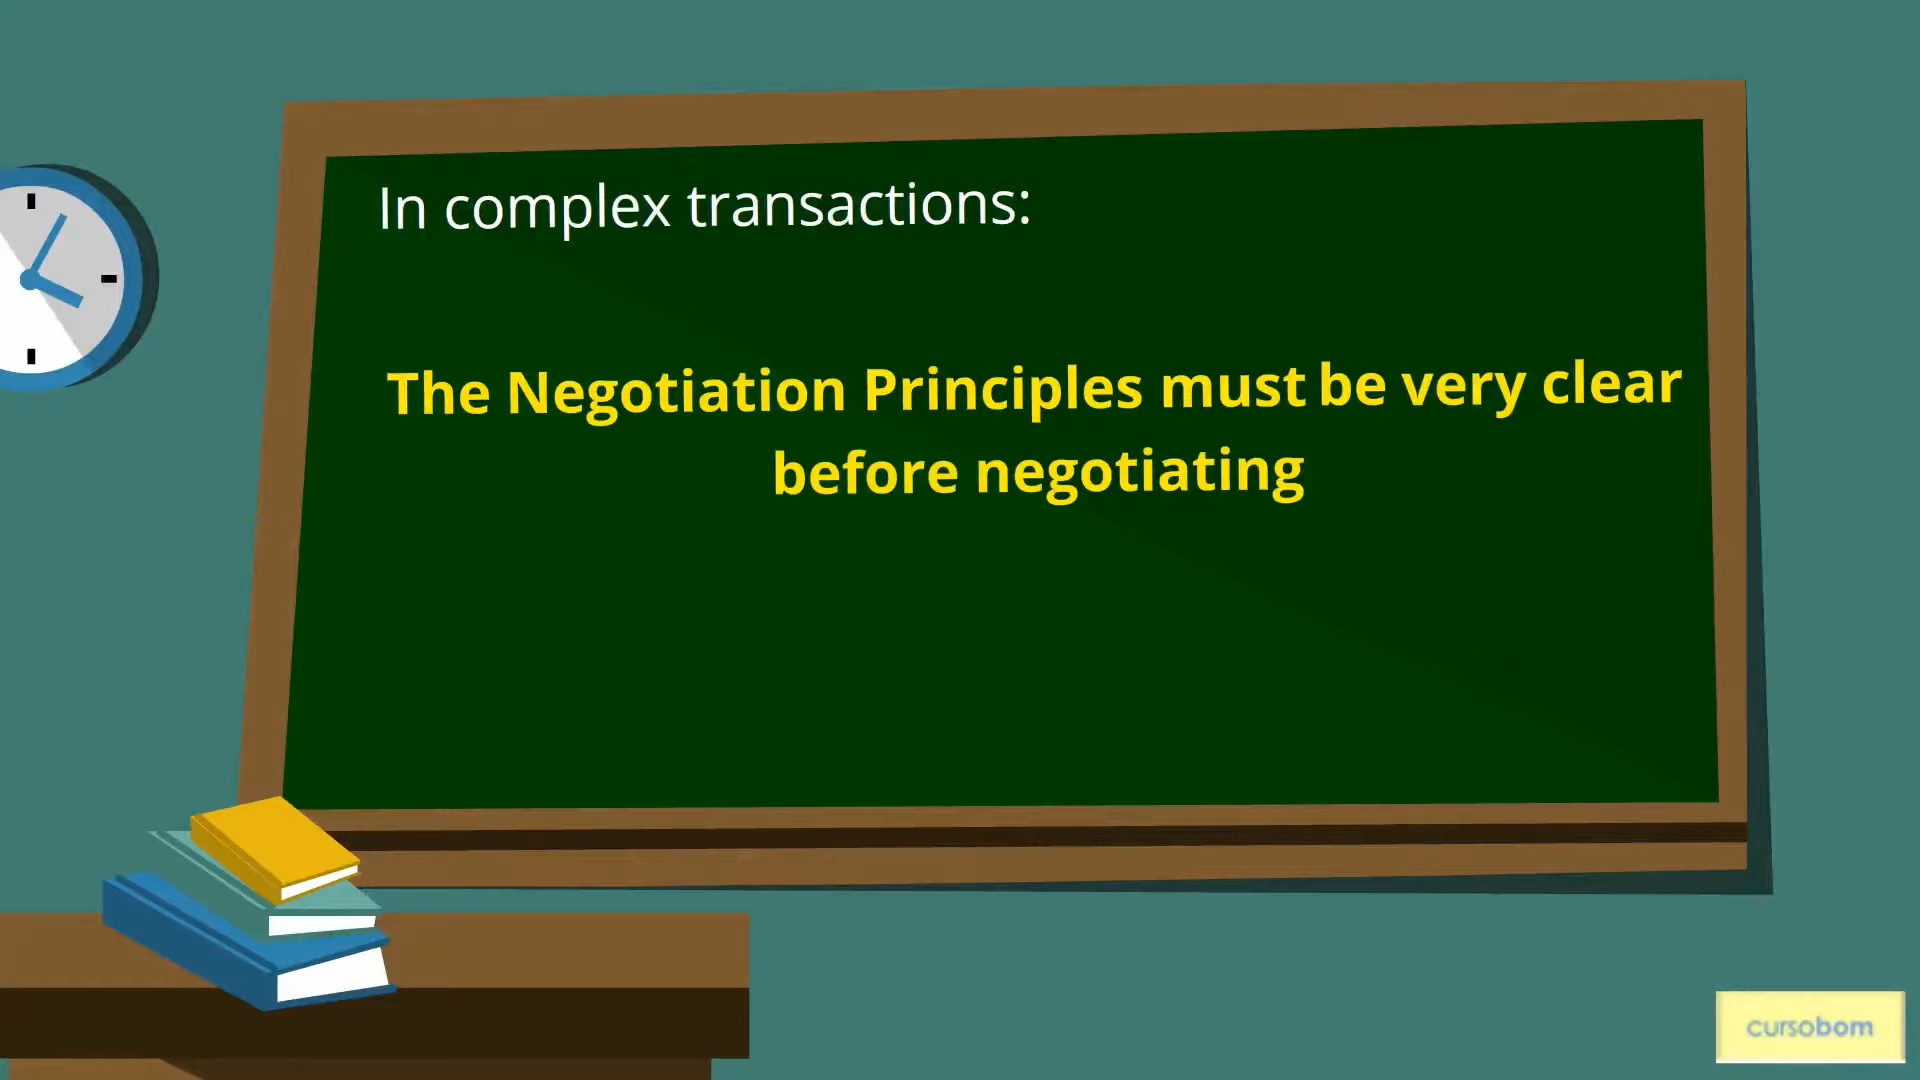 In complex transactions:
The Negotiation Principles must be very clear
before negotiating
cursobom